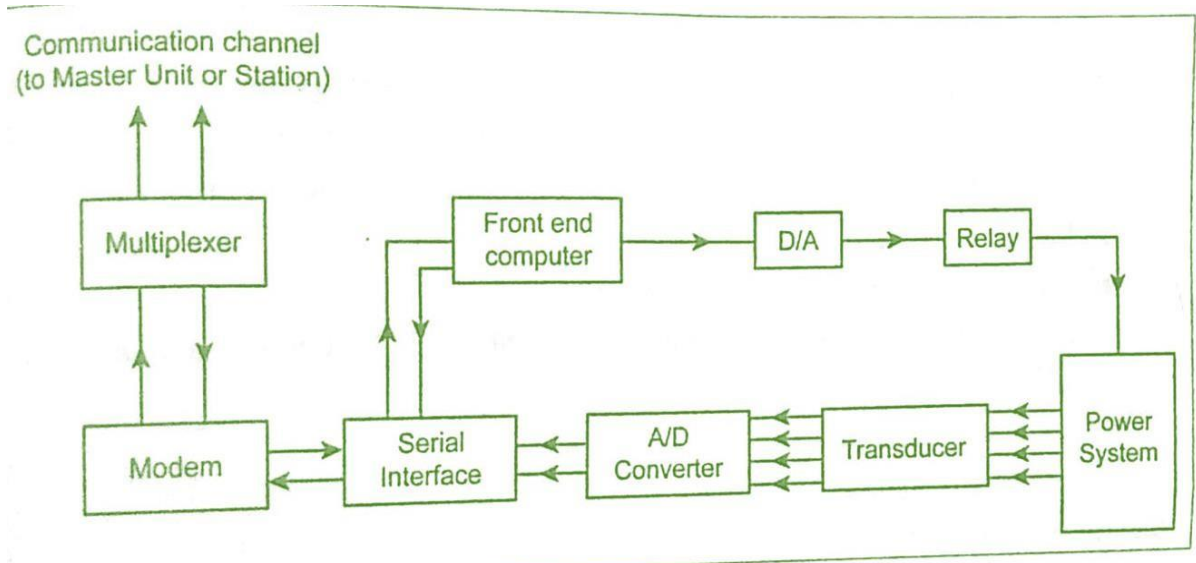 Communication channel
(to Master Unit or Station)
Multiplexer
Front end
computer
D/A
Relay
Modem
Serial
Interface
A/D
Converter
Transducer
Power
System